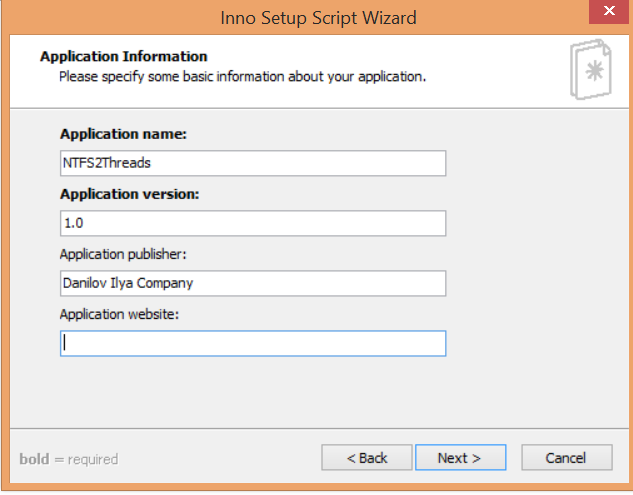 Inno Setup Script Wizard
Application Information
Please specify some basic information about your application.
Application name:
NTFS2Threads
Application version:
1.0
Application publisher:
Danilov Ilya Company
Application website:
bold = required
< Back
Next >
Cancel